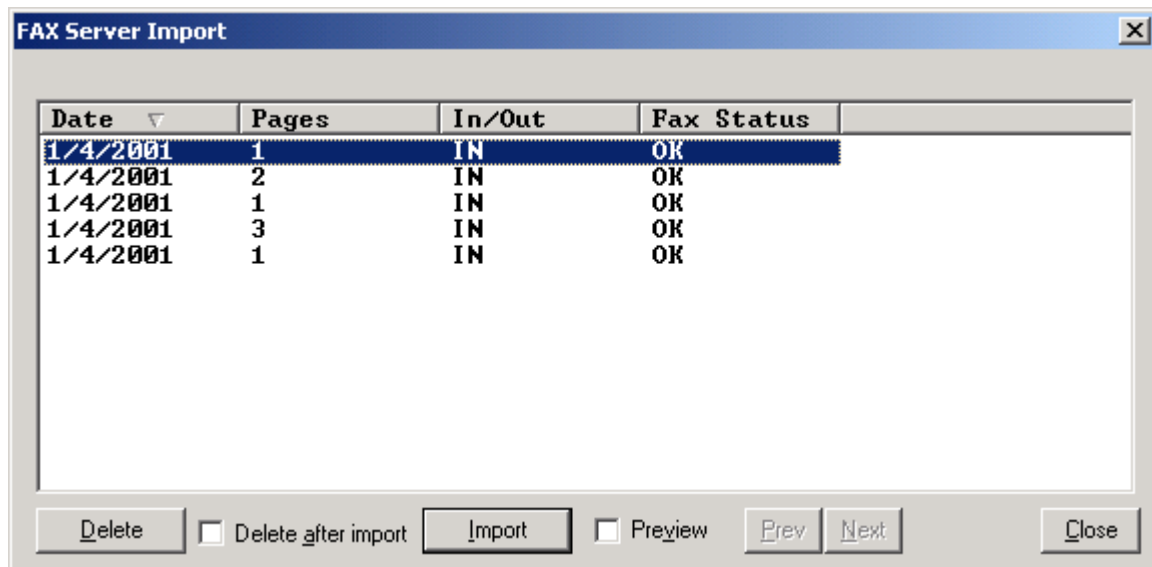 FAX Server Import
Date Pages In/Out Fax Status
1/4/2001 1 IN OK
1/4/2001 2 IN OK
1/4/2001 1 IN OK
1/4/2001 3 IN OK
1/4/2001 1 IN OK
Delete Delete after import Import Preview Prev Next Close